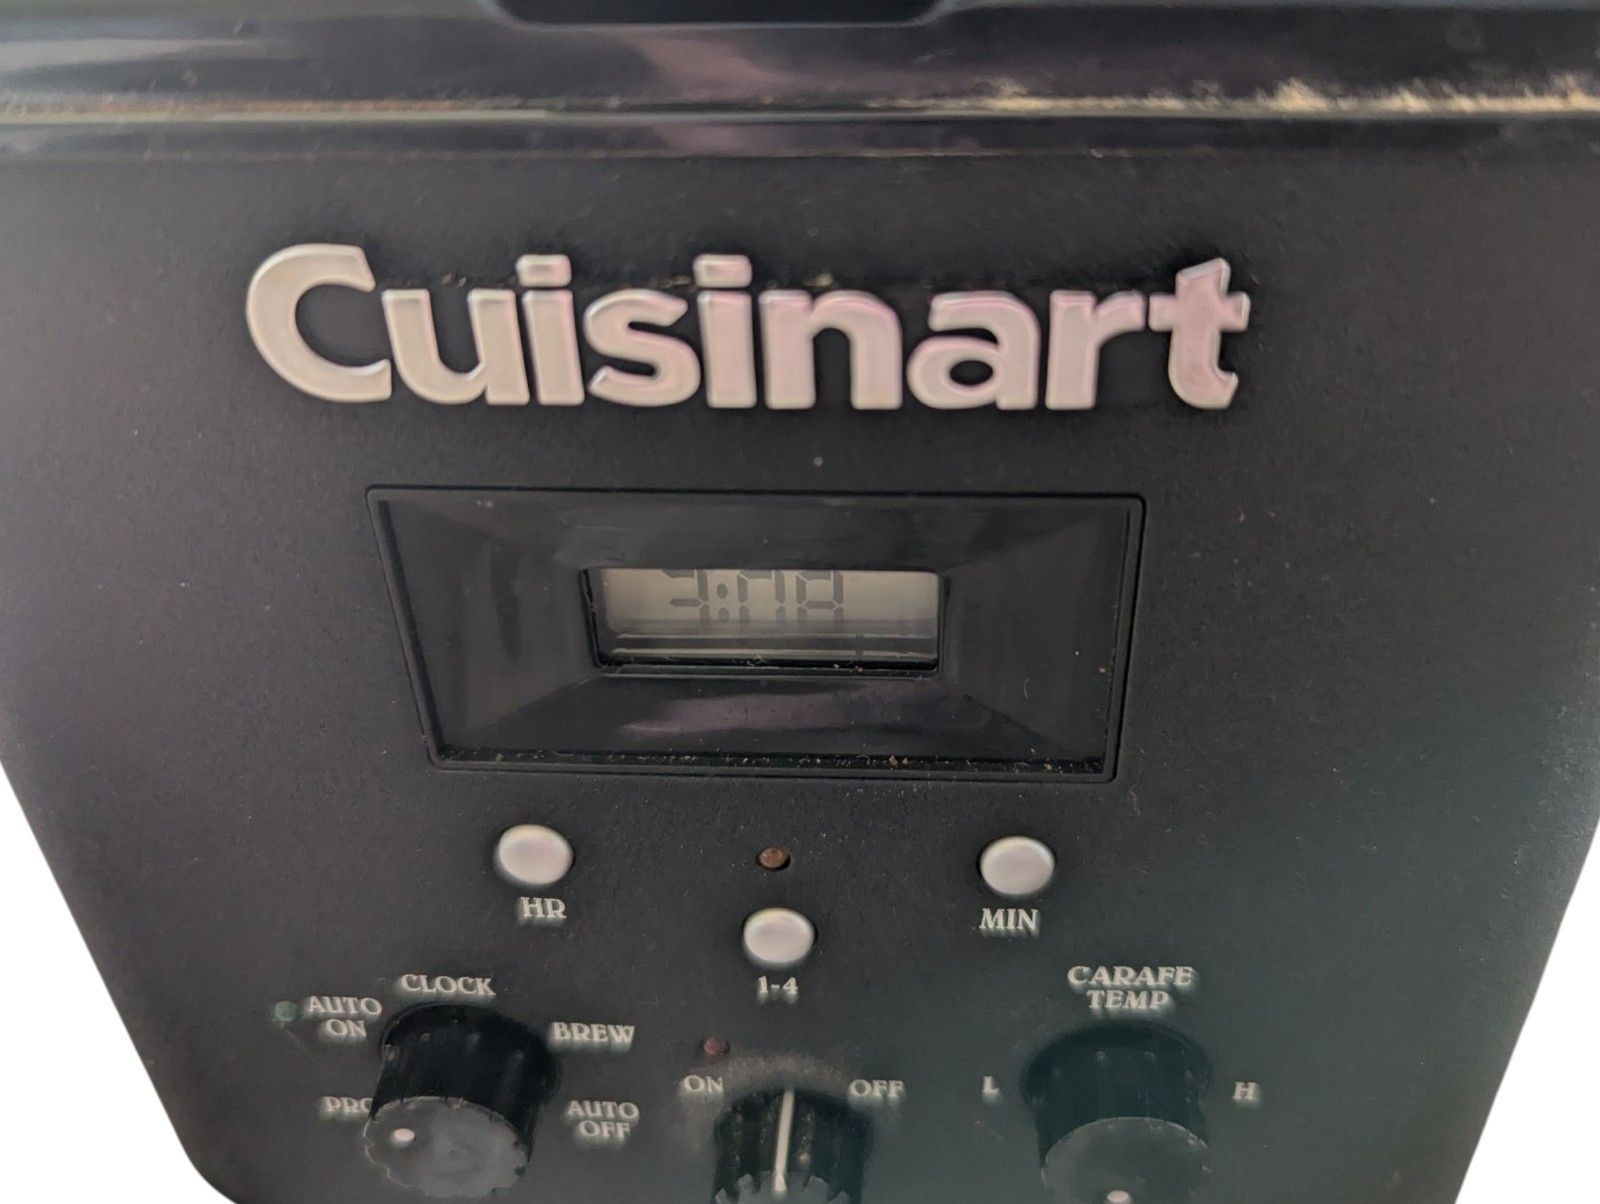 Cuisinart
HR
MIN
1-4
CLOCK
AUTO
ON
BREW
AUTO
OFF
ON
OFF
CARAFE
TEMP
L
H